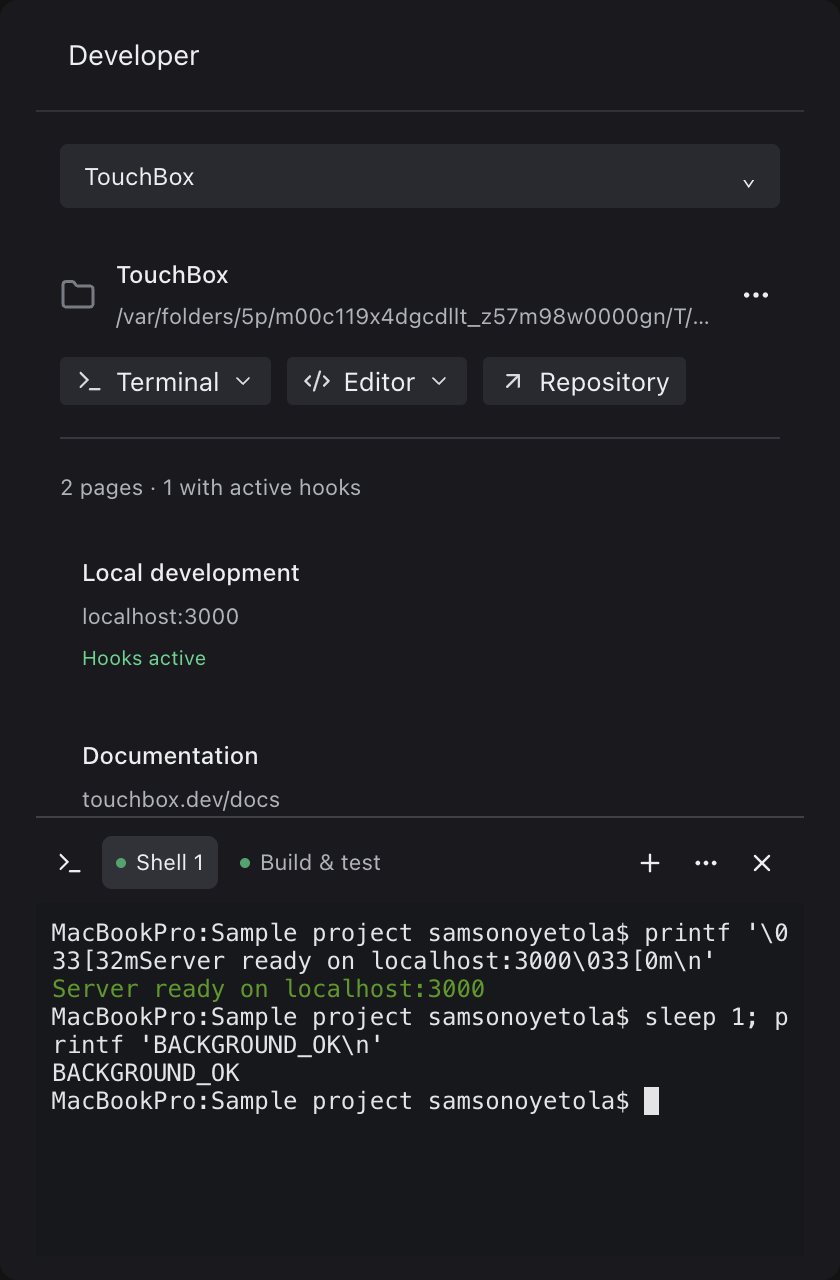 Developer
TouchBox
TouchBox
/var/folders/5p/m00c119x4dgcdllt_z57m98w0000gn/T/...
Terminal
Editor
Repository
2 pages · 1 with active hooks
Local development
localhost:3000
Hooks active
Documentation
touchbox.dev/docs
Shell 1
Build & test
MacBookPro:Sample project samsonoyetola$ printf '\0
33[32mServer ready on localhost:3000\033[0m\n'
Server ready on localhost:3000
MacBookPro:Sample project samsonoyetola$ sleep 1; p
rintf 'BACKGROUND_OK\n'
BACKGROUND_OK
MacBookPro:Sample project samsonoyetola$